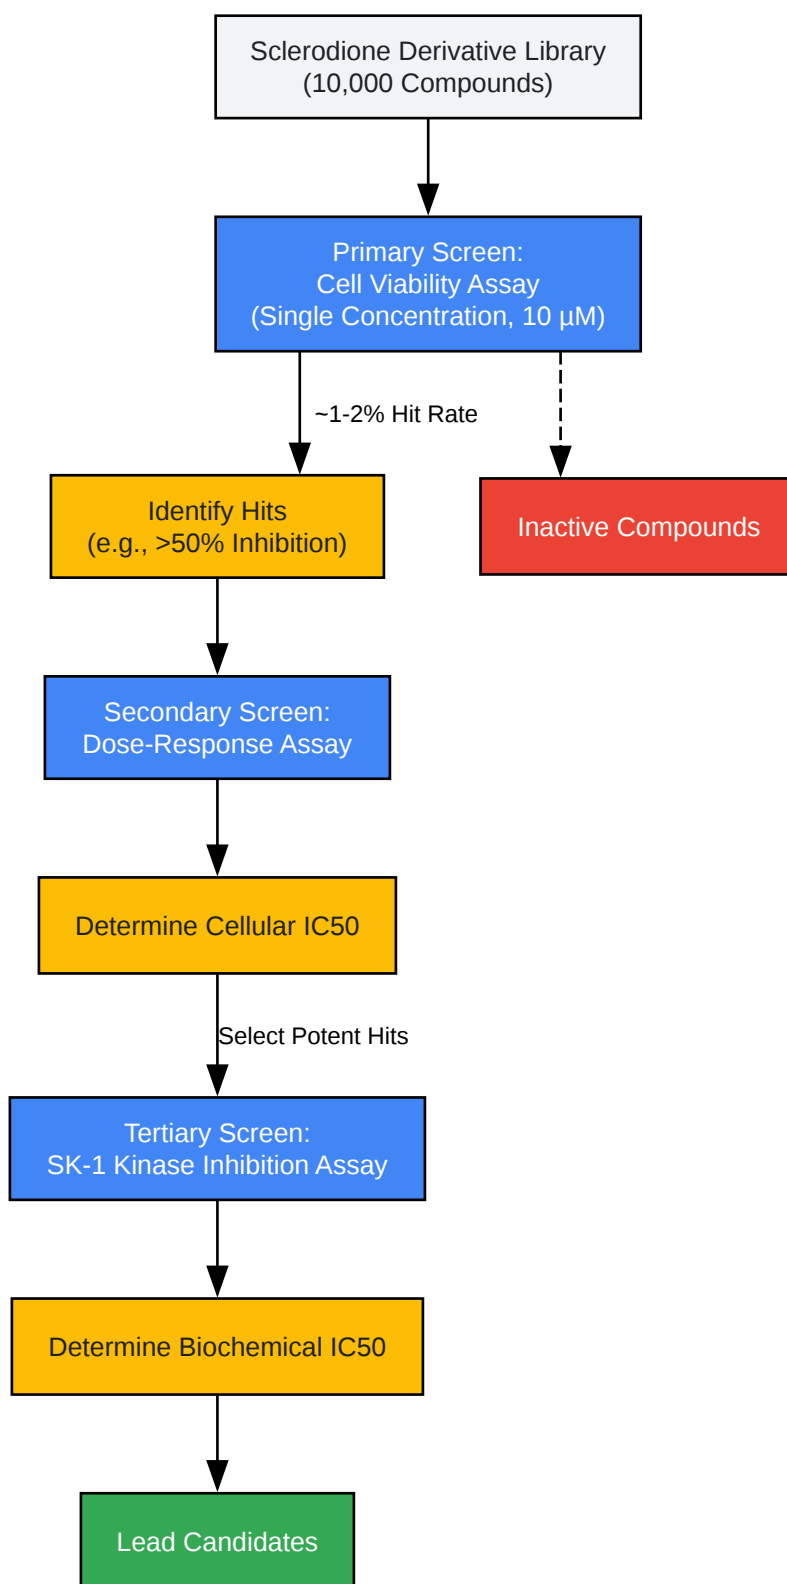 Sclerodione Derivative Library
(10,000 Compounds)
Primary Screen:
Cell Viability Assay
(Single Concentration, 10 µM)
~1-2% Hit Rate
Identify Hits
(e.g., >50% Inhibition)
Inactive Compounds
Secondary Screen:
Dose-Response Assay
Determine Cellular IC50
Select Potent Hits
Tertiary Screen:
SK-1 Kinase Inhibition Assay
Determine Biochemical IC50
Lead Candidates